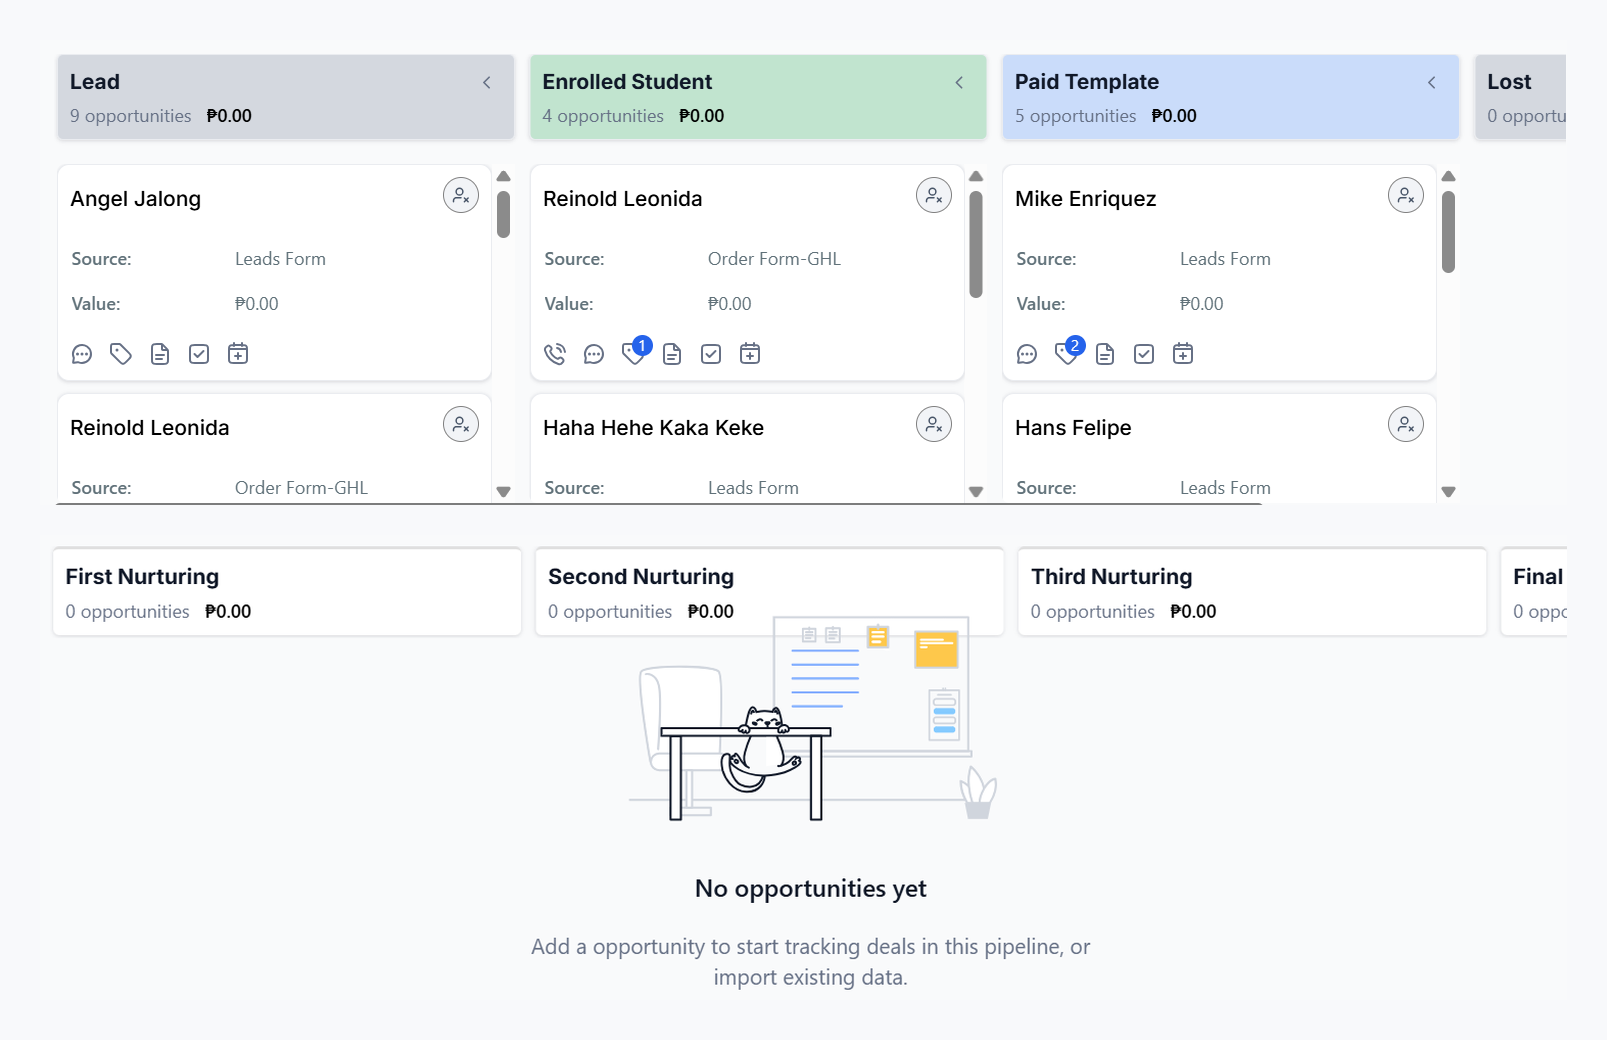 Lead
9 opportunities ₱0.00
Enrolled Student
4 opportunities ₱0.00
Paid Template
5 opportunities ₱0.00
Lost
0 opportu
Angel Jalong
Source: Leads Form
Value: ₱0.00
Reinold Leonida
Source: Order Form-GHL
Reinold Leonida
Source: Order Form-GHL
Value: ₱0.00
1
Haha Hehe Kaka Keke
Source: Leads Form
Mike Enriquez
Source: Leads Form
Value: ₱0.00
2
Hans Felipe
Source: Leads Form
First Nurturing
0 opportunities ₱0.00
Second Nurturing
0 opportunities ₱0.00
Third Nurturing
0 opportunities ₱0.00
Final
0 oppo
No opportunities yet
Add a opportunity to start tracking deals in this pipeline, or
import existing data.